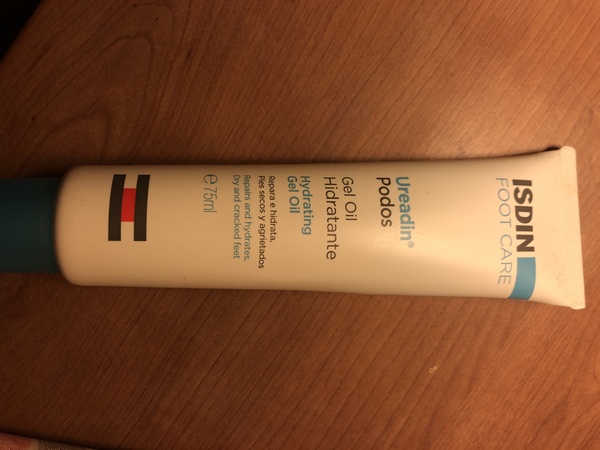 ISDIN
FOOT CARE
Ureadin®
Podos
Gel Oil
Hidratante
Hydrating
Gel Oil
Repara e hidrata.
Pies secos y agrietados
Repairs and hydrates.
Dry and cracked feet
℮75ml